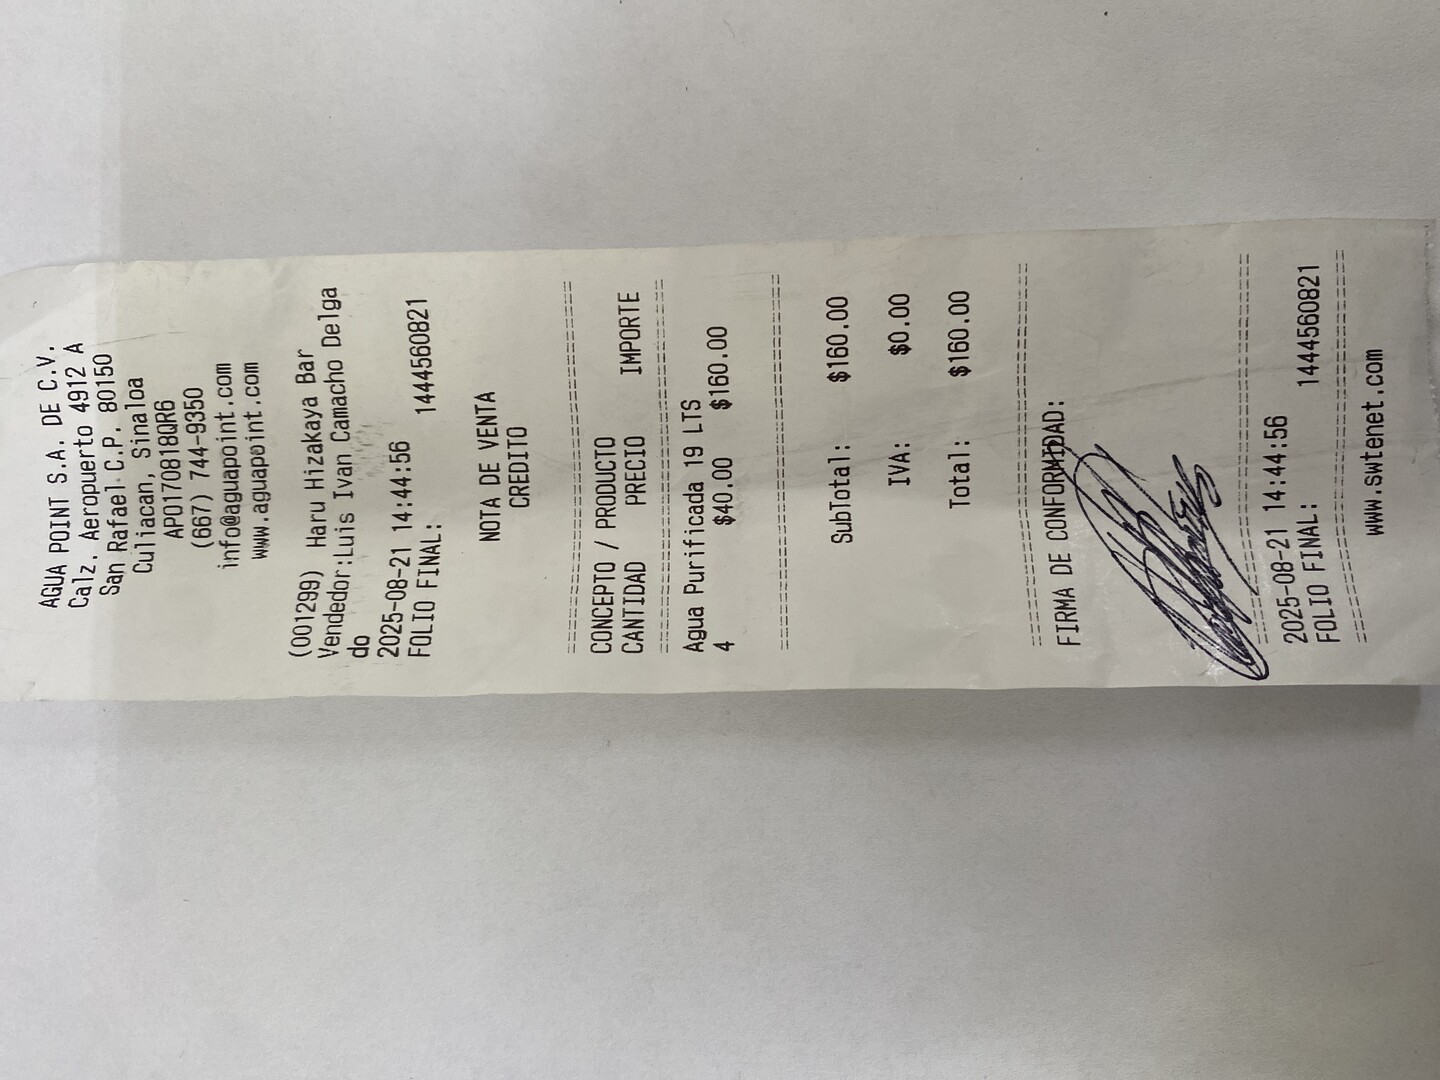 AGUA POINT S.A. DE C.V.
Calz. Aeropuerto 4912 A
San Rafael C.P. 80150
Culiacan, Sinaloa
APO170818QR6
(667) 744-9350
info@aguapoint.com
www.aguapoint.com
(001299) Haru Hizakaya Bar
Vendedor:Luis Ivan Camacho Delga
do
2025-08-21 14:44:56
FOLIO FINAL: 1444560821
NOTA DE VENTA
CREDITO
CONCEPTO / PRODUCTO
CANTIDAD PRECIO IMPORTE
Agua Purificada 19 LTS
4 $40.00 $160.00
SubTotal: $160.00
IVA: $0.00
Total: $160.00
FIRMA DE CONFORMIDAD:
2025-08-21 14:44:56
FOLIO FINAL: 1444560821
www.swtenet.com